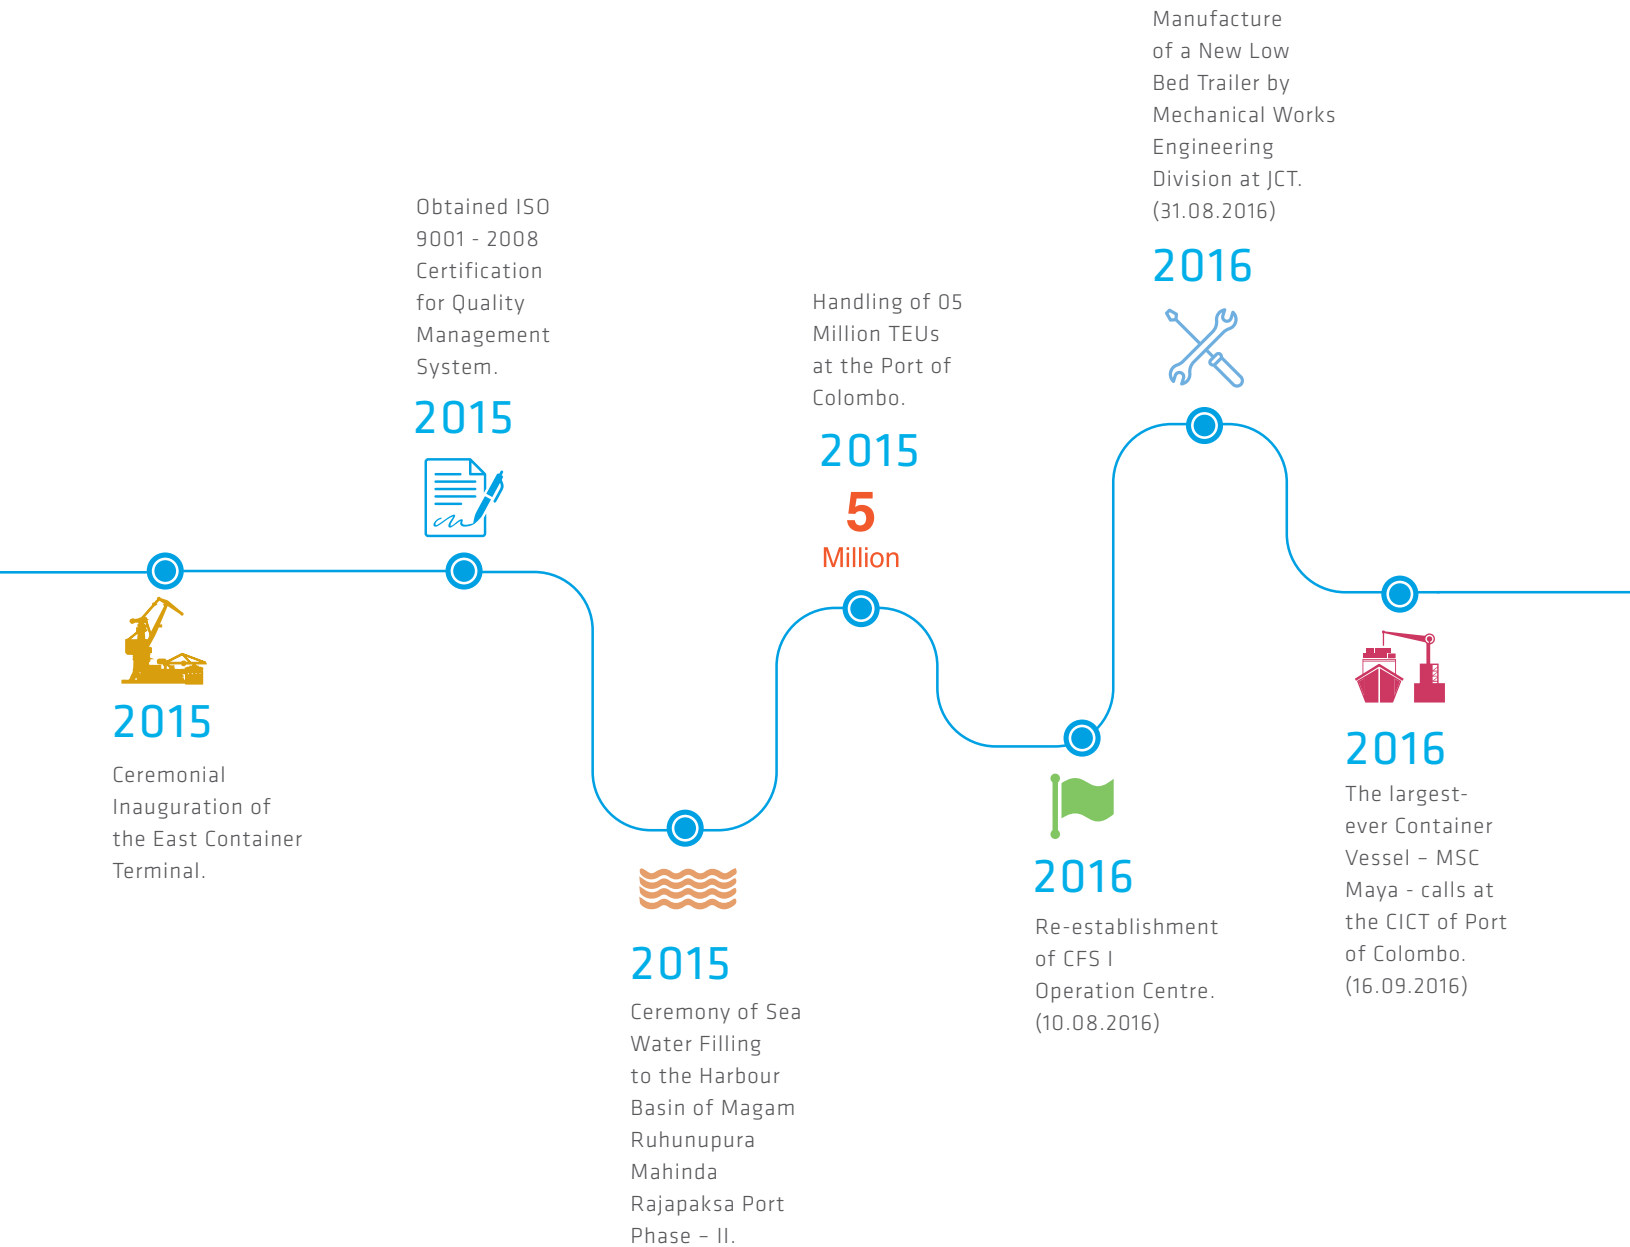 Ceremonial
Inauguration of
the East Container
Terminal.
2015
Obtained ISO
9001 - 2008
Certification
for Quality
Management
System.
2015
2015
Ceremony of Sea
Water Filling
to the Harbour
Basin of Magam
Ruhunupura
Mahinda
Rajapaksa Port
Phase – II.
Handling of 05
Million TEUs
at the Port of
Colombo.
2015
5
Million
2016
Re-establishment
of CFS I
Operation Centre.
(10.08.2016)
Manufacture
of a New Low
Bed Trailer by
Mechanical Works
Engineering
Division at JCT.
(31.08.2016)
2016
2016
The largest-
ever Container
Vessel – MSC
Maya - calls at
the CICT of Port
of Colombo.
(16.09.2016)